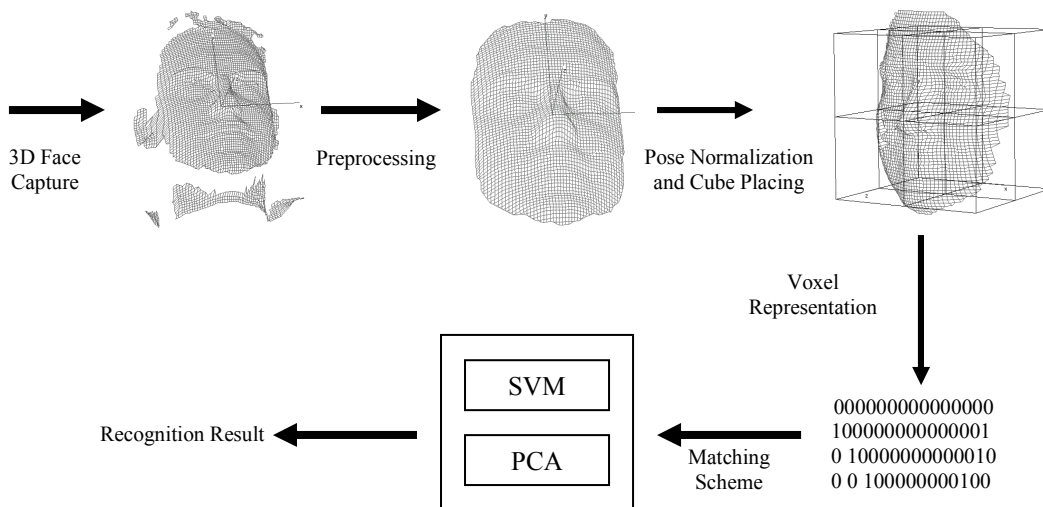 y
x
y
3D Face
Capture
Preprocessing
Pose Normalization
and Cube Placing
z
x
Voxel
Representation
SVM
PCA
000000000000000
100000000000001
0 10000000000010
0 0 100000000100
Matching
Scheme
Recognition Result